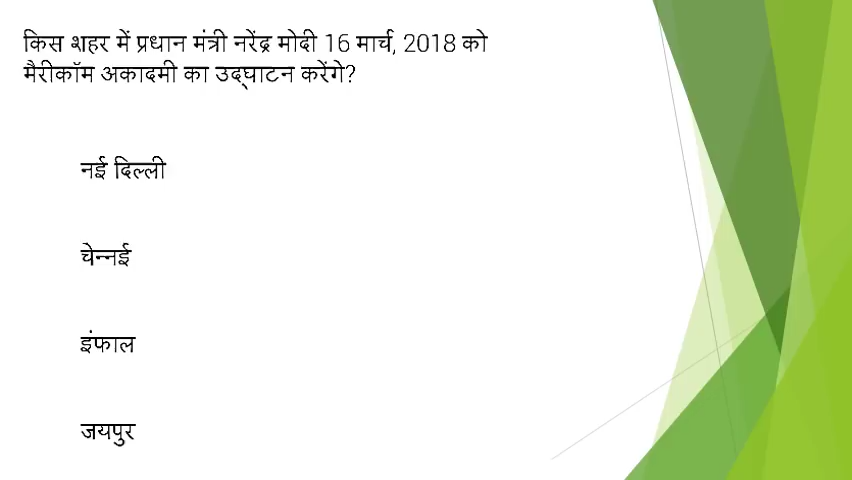 किस शहर में प्रधान मंत्री नरेंद्र मोदी 16 मार्च, 2018 को
मैरीकॉम अकादमी का उद्घाटन करेंगे?
नई दिल्ली
चेन्नई
इंफाल
जयपुर